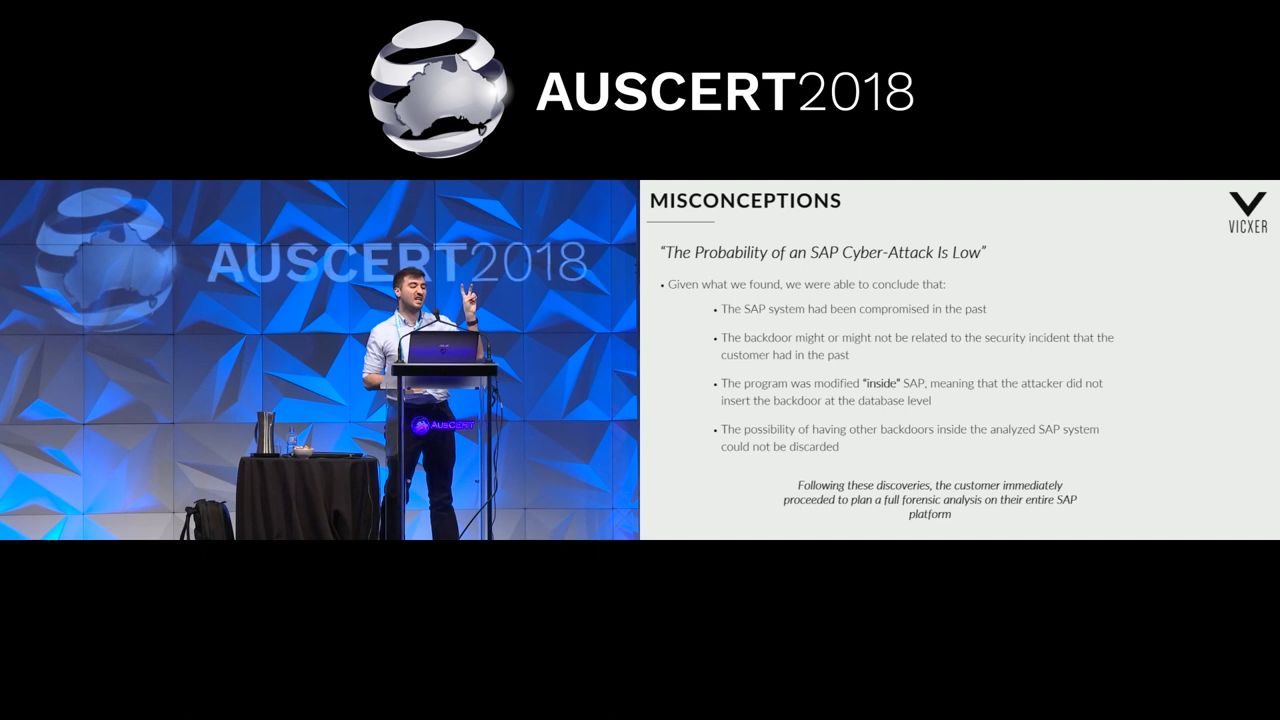 AUSCERT2018
AUSCERT2018
AUSCERT
MISCONCEPTIONS
VICXER
“The Probability of an SAP Cyber-Attack Is Low”
• Given what we found, we were able to conclude that:
• The SAP system had been compromised in the past
• The backdoor might or might not be related to the security incident that the
customer had in the past
• The program was modified “inside” SAP, meaning that the attacker did not
insert the backdoor at the database level
• The possibility of having other backdoors inside the analyzed SAP system
could not be discarded
Following these discoveries, the customer immediately
proceeded to plan a full forensic analysis on their entire SAP
platform